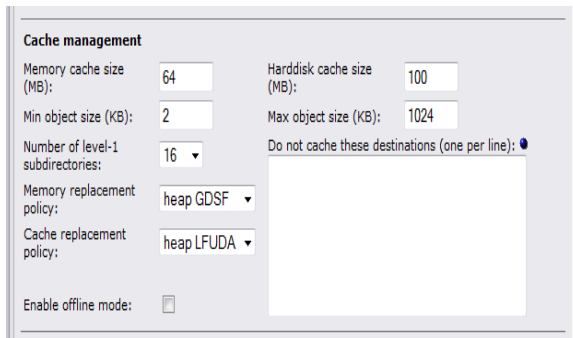 Cache management
Memory cache size (MB): 64 Harddisk cache size (MB): 100
Min object size (KB): 2 Max object size (KB): 1024
Number of level-1 subdirectories: 16 Do not cache these destinations (one per line):
Memory replacement policy: heap GDSF
Cache replacement policy: heap LFUDA
Enable offline mode: